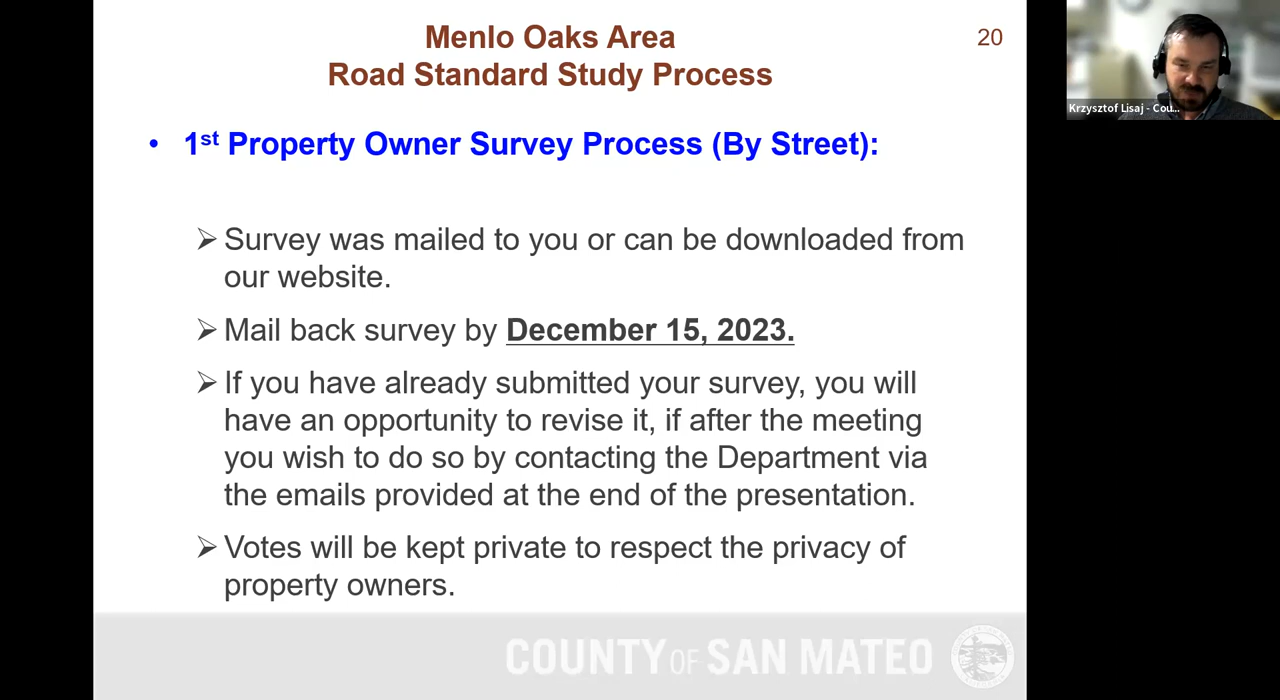 Menlo Oaks Area
Road Standard Study Process
20
Krzysztof Lisaj - Cou...
• 1st Property Owner Survey Process (By Street):
➢ Survey was mailed to you or can be downloaded from
our website.
➢ Mail back survey by December 15, 2023.
➢ If you have already submitted your survey, you will
have an opportunity to revise it, if after the meeting
you wish to do so by contacting the Department via
the emails provided at the end of the presentation.
➢ Votes will be kept private to respect the privacy of
property owners.
COUNTY OF SAN MATEO